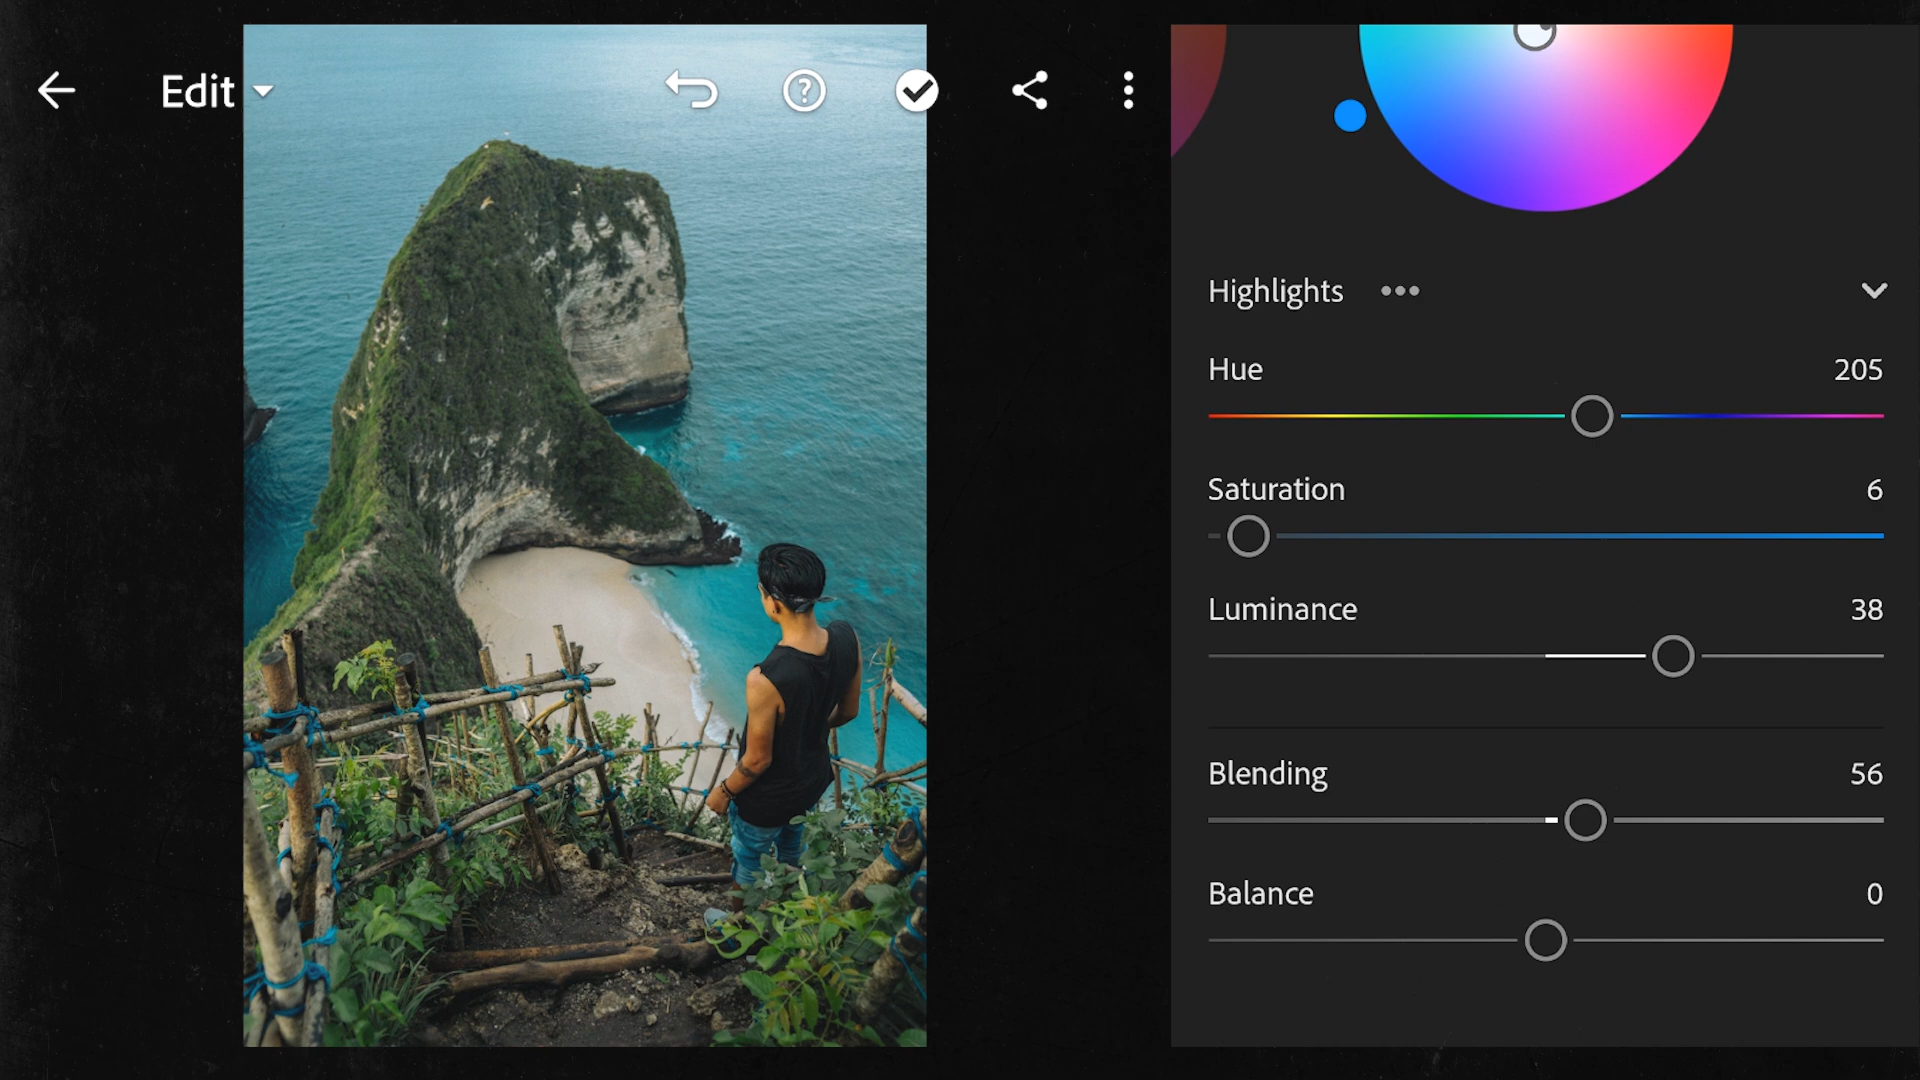 Edit
Highlights
Hue 205
Saturation 6
Luminance 38
Blending 56
Balance 0